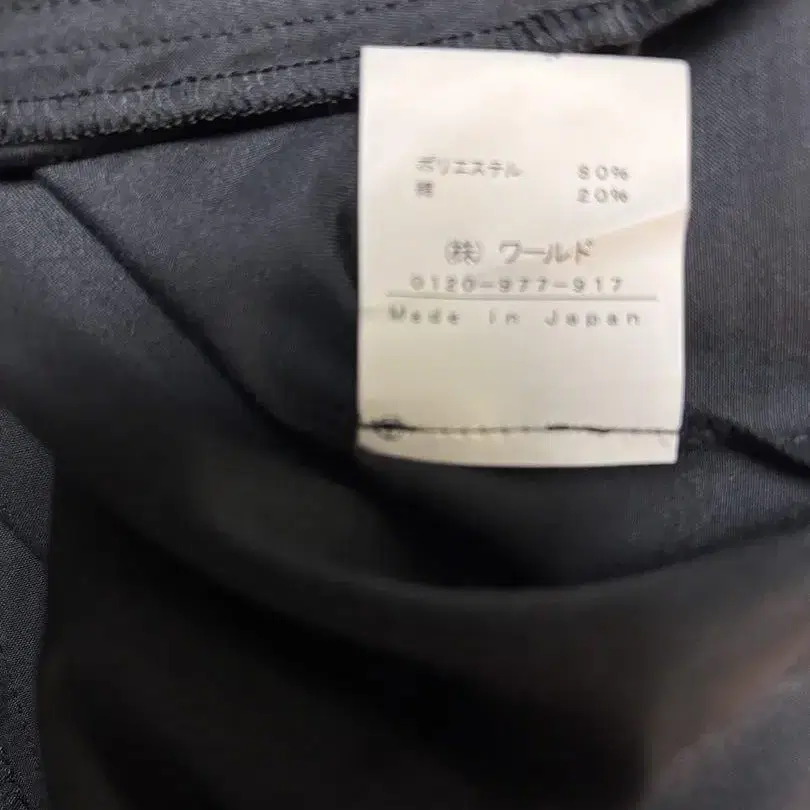 ポリエステル 80%
20%
(株) ワールド
0120-977-917
Made in Japan